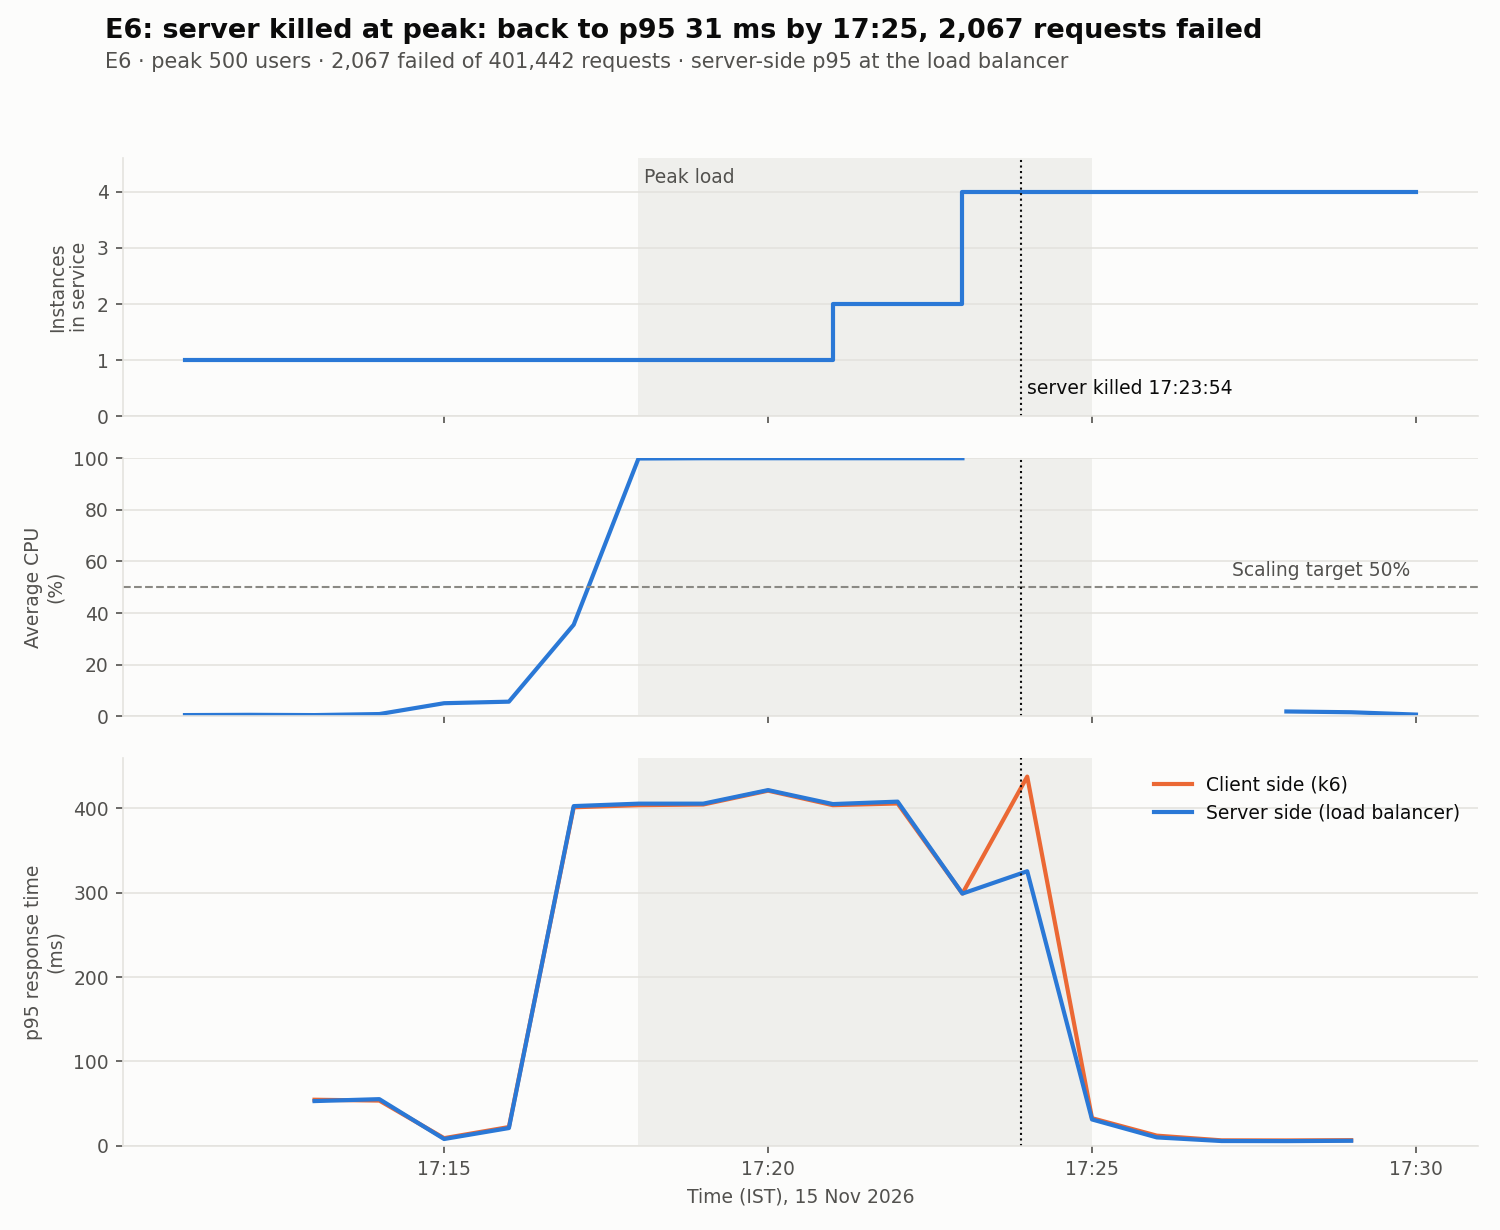 E6: server killed at peak: back to p95 31 ms by 17:25, 2,067 requests failed
E6 · peak 500 users · 2,067 failed of 401,442 requests · server-side p95 at the load balancer
Peak load
4
3
2
1
0
Instances
in service
server killed 17:23:54
100
80
60
40
20
0
Average CPU
(%)
Scaling target 50%
Client side (k6)
Server side (load balancer)
400
300
200
100
0
p95 response time
(ms)
17:15
17:20
17:25
17:30
Time (IST), 15 Nov 2026